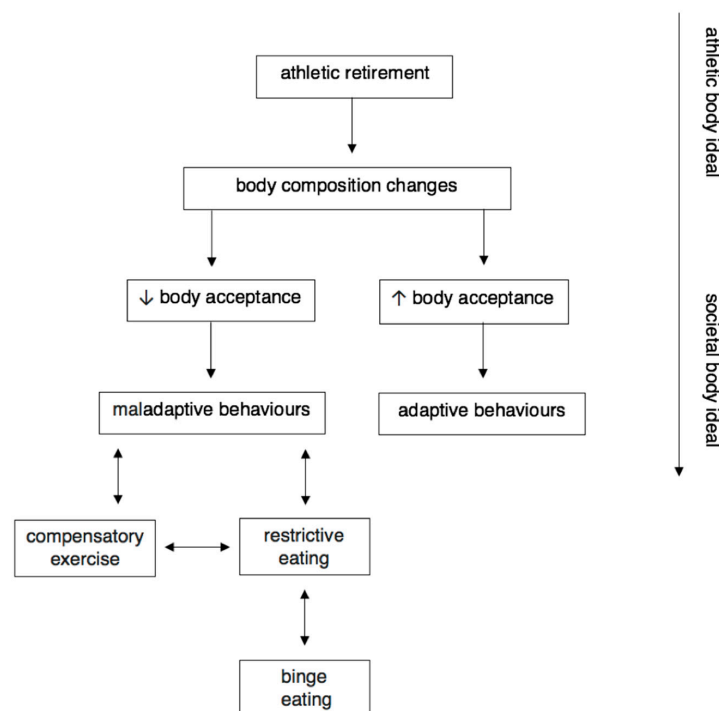 athletic retirement
body composition changes
↓ body acceptance
↑ body acceptance
maladaptive behaviours
adaptive behaviours
compensatory
exercise
restrictive
eating
binge
eating
athletic body ideal
societal body ideal